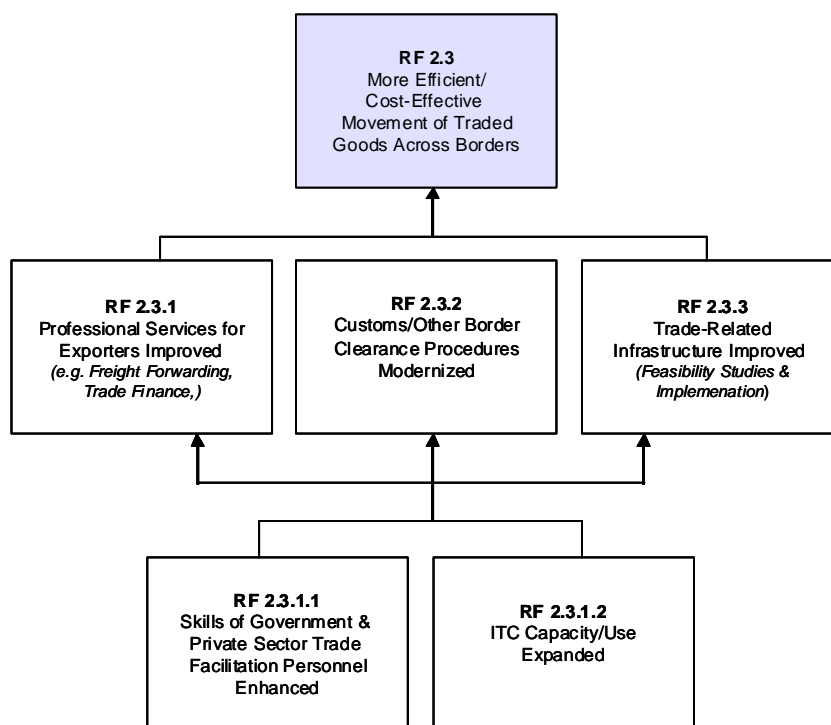 RF 2.3
More Efficient/
Cost-Effective
Movement of Traded
Goods Across Borders
RF 2.3.1
Professional Services for
Exporters Improved
(e.g. Freight Forwarding,
Trade Finance,)
RF 2.3.2
Customs/Other Border
Clearance Procedures
Modernized
RF 2.3.3
Trade-Related
Infrastructure Improved
(Feasibility Studies &
Implemenation)
RF 2.3.1.1
Skills of Government &
Private Sector Trade
Facilitation Personnel
Enhanced
RF 2.3.1.2
ITC Capacity/Use
Expanded